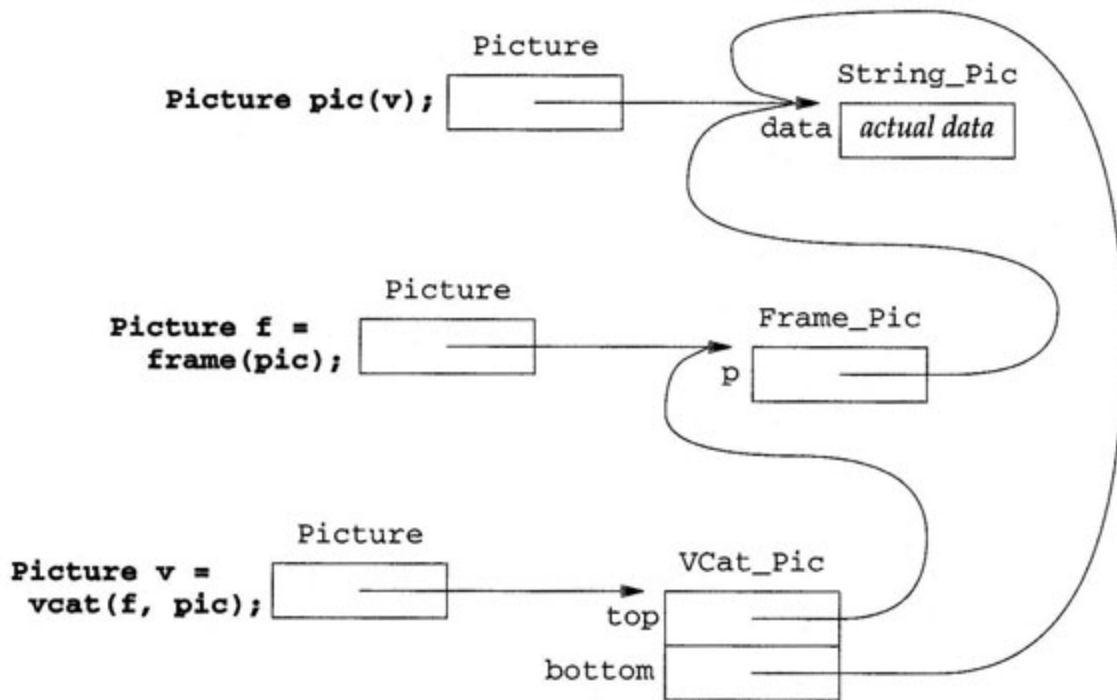 Picture
String_Pic
Picture pic(v);
data
actual data
Picture
Picture f =
frame(pic);
Frame_Pic
p
Picture
Picture v =
vcat(f, pic);
VCat_Pic
top
bottom